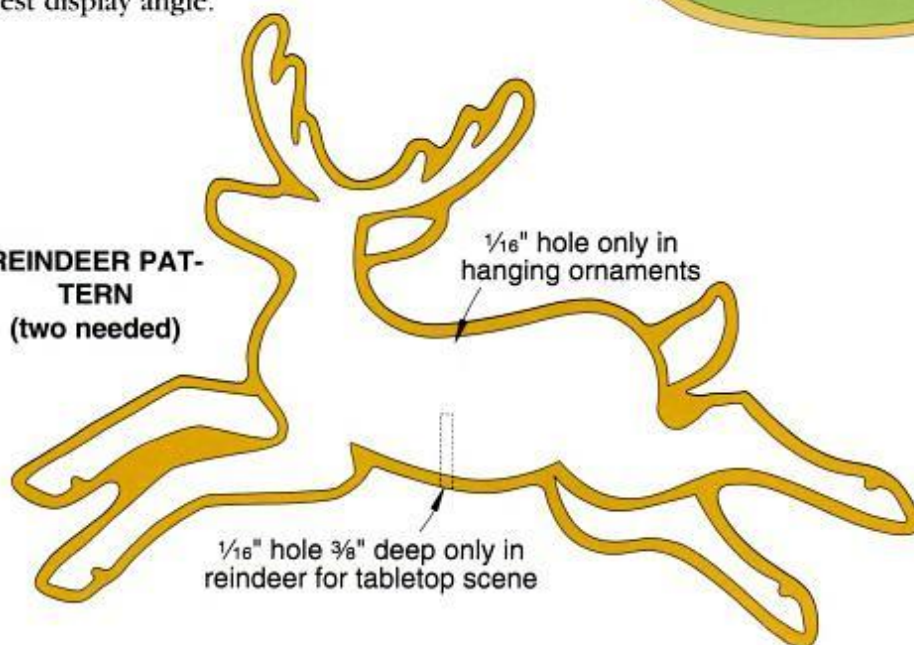 est display angle.
REINDEER PAT-
TERN
(two needed)
1/16" hole only in
hanging ornaments
1/16" hole 3/8" deep only in
reindeer for tabletop scene